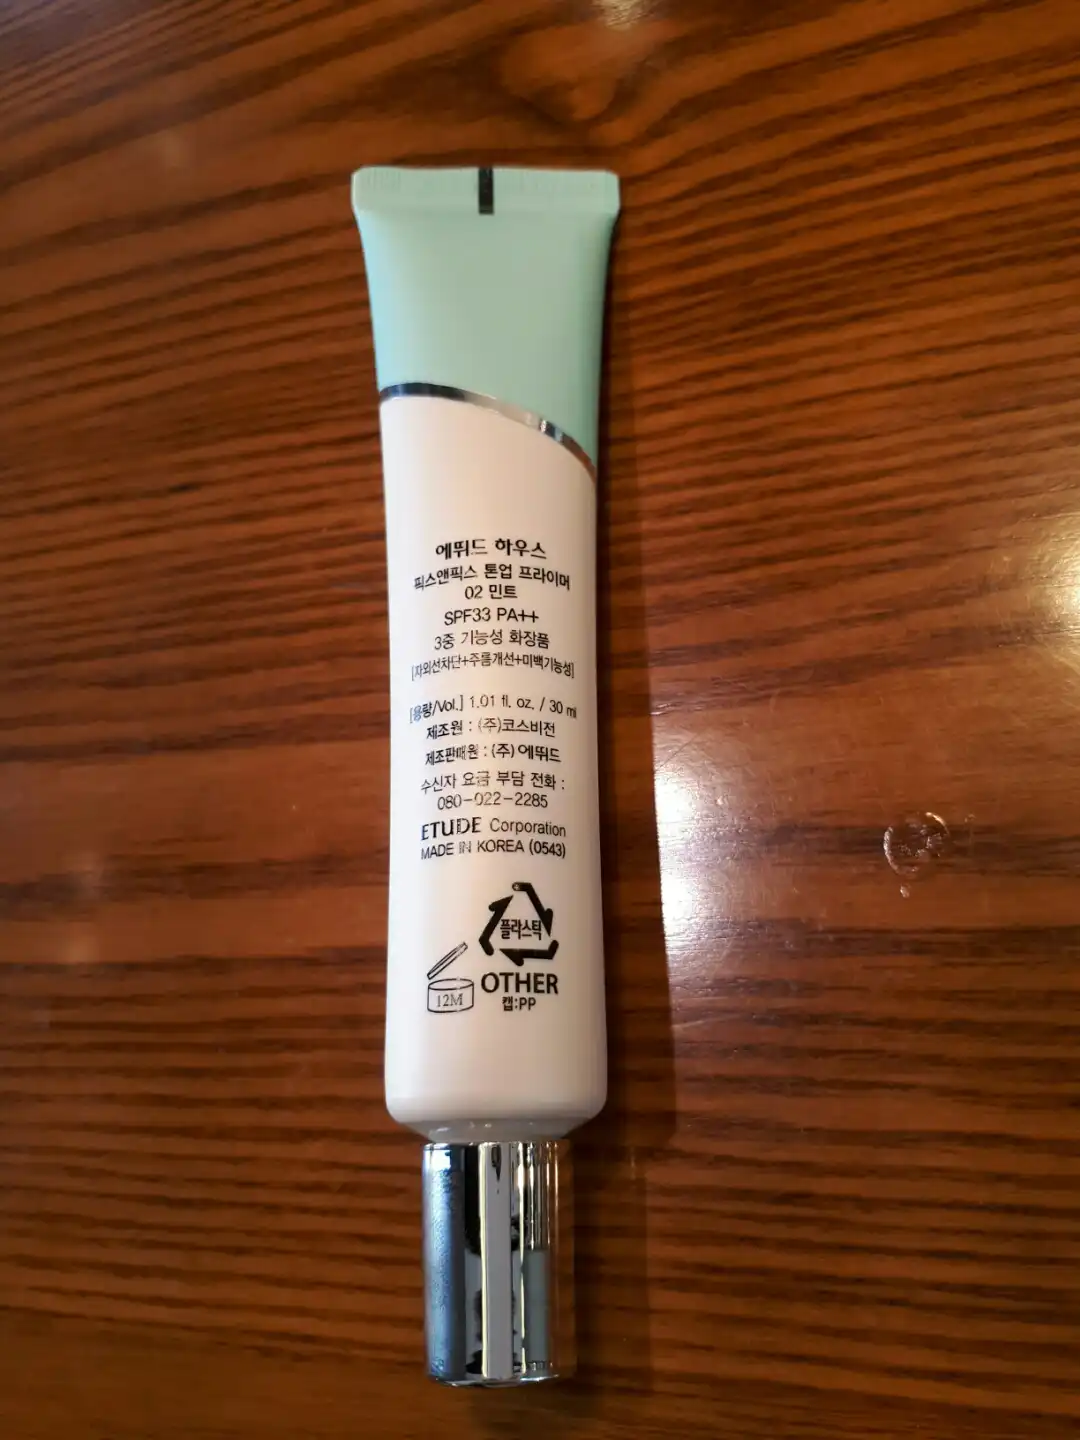 에뛰드 하우스
픽스앤픽스 톤업 프라이머
02 민트
SPF33 PA++
3중 기능성 화장품
[자외선차단+주름개선+미백기능성]
[용량/Vol.] 1.01 fl. oz. / 30 ml
제조원 : (주)코스비전
제조판매원 : (주) 에뛰드
수신자 요금 부담 전화 :
080-022-2285
ETUDE Corporation
MADE IN KOREA (0543)
플라스틱
OTHER
캡:PP
12M